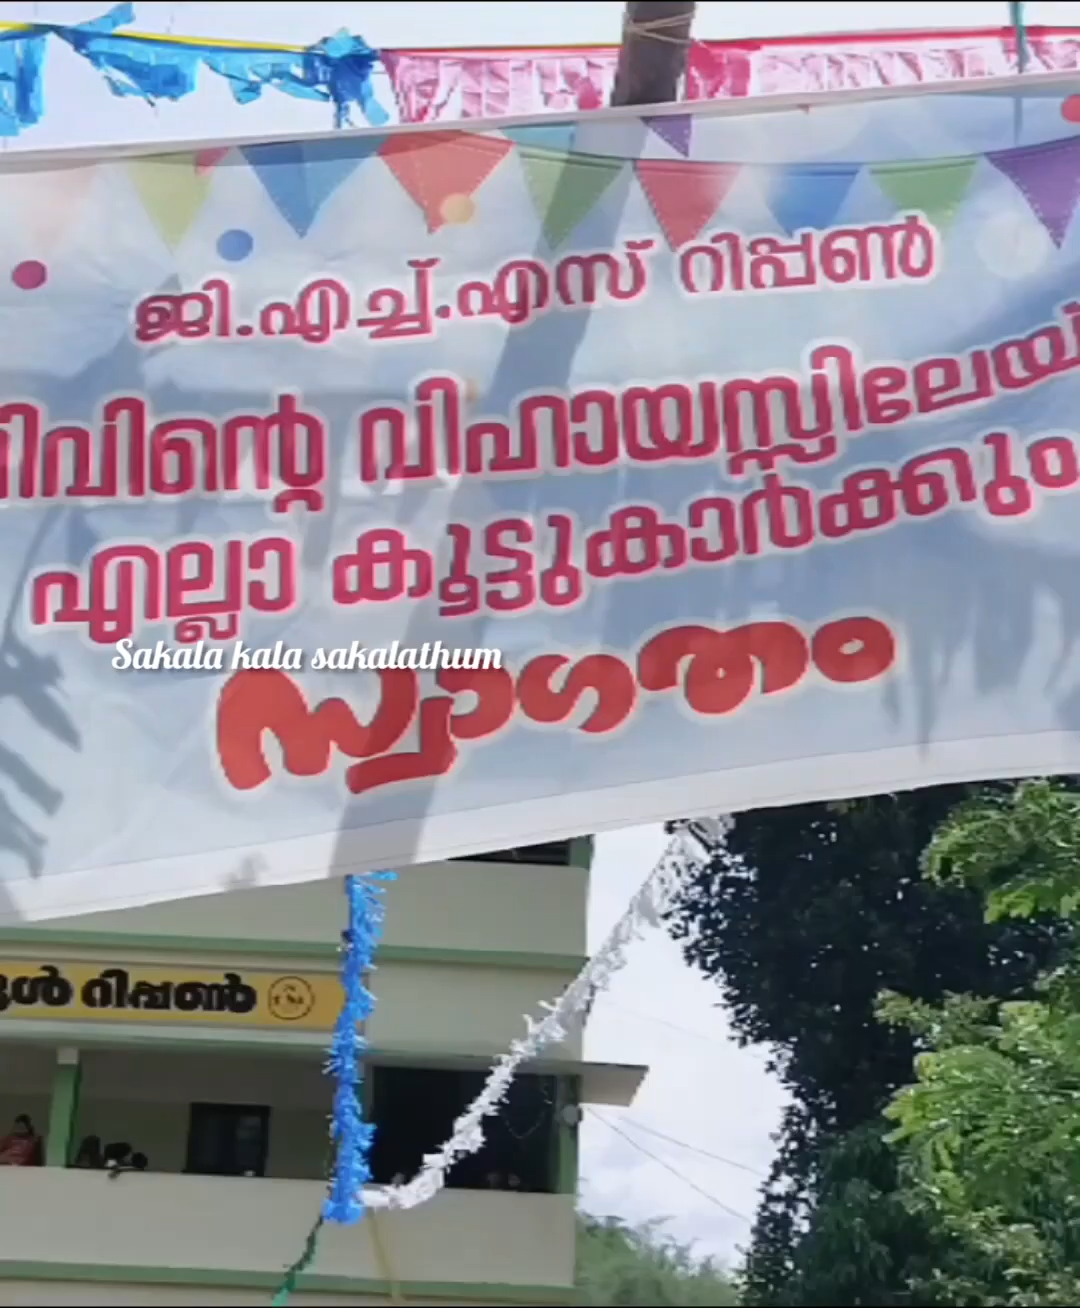 ജി.എച്ച്.എസ് റിപ്പൺ
വിഹായസ്സിലേയ്
എല്ലാ കൂട്ടുകാർക്കും
Sakala kala sakalathum
സ്വാഗതം
റിപ്പൺ